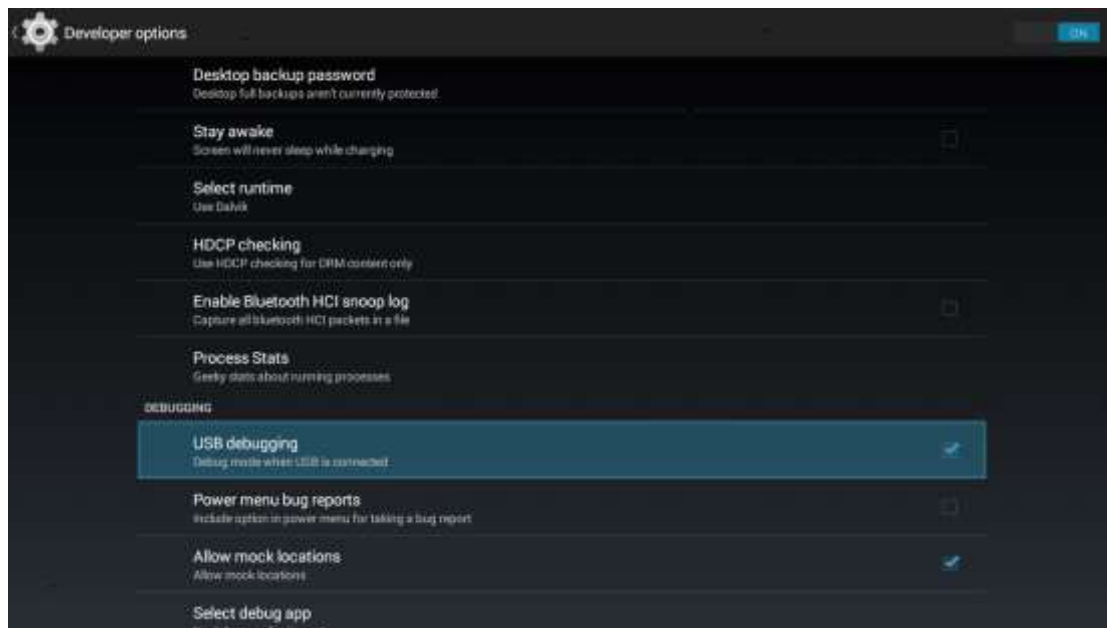 Developer options
ON
Desktop backup password
Desktop full backups aren't currently protected
Stay awake
Screen will never sleep while charging
Select runtime
Use Dalvik
HDCP checking
Use HDCP checking for DRM content only
Enable Bluetooth HCI snoop log
Capture all bluetooth HCI packets in a file
Process Stats
Geeky stats about running processes
DEBUGGING
USB debugging
Debug mode when USB is connected
Power menu bug reports
Include option in power menu for taking a bug report
Allow mock locations
Allow mock locations
Select debug app